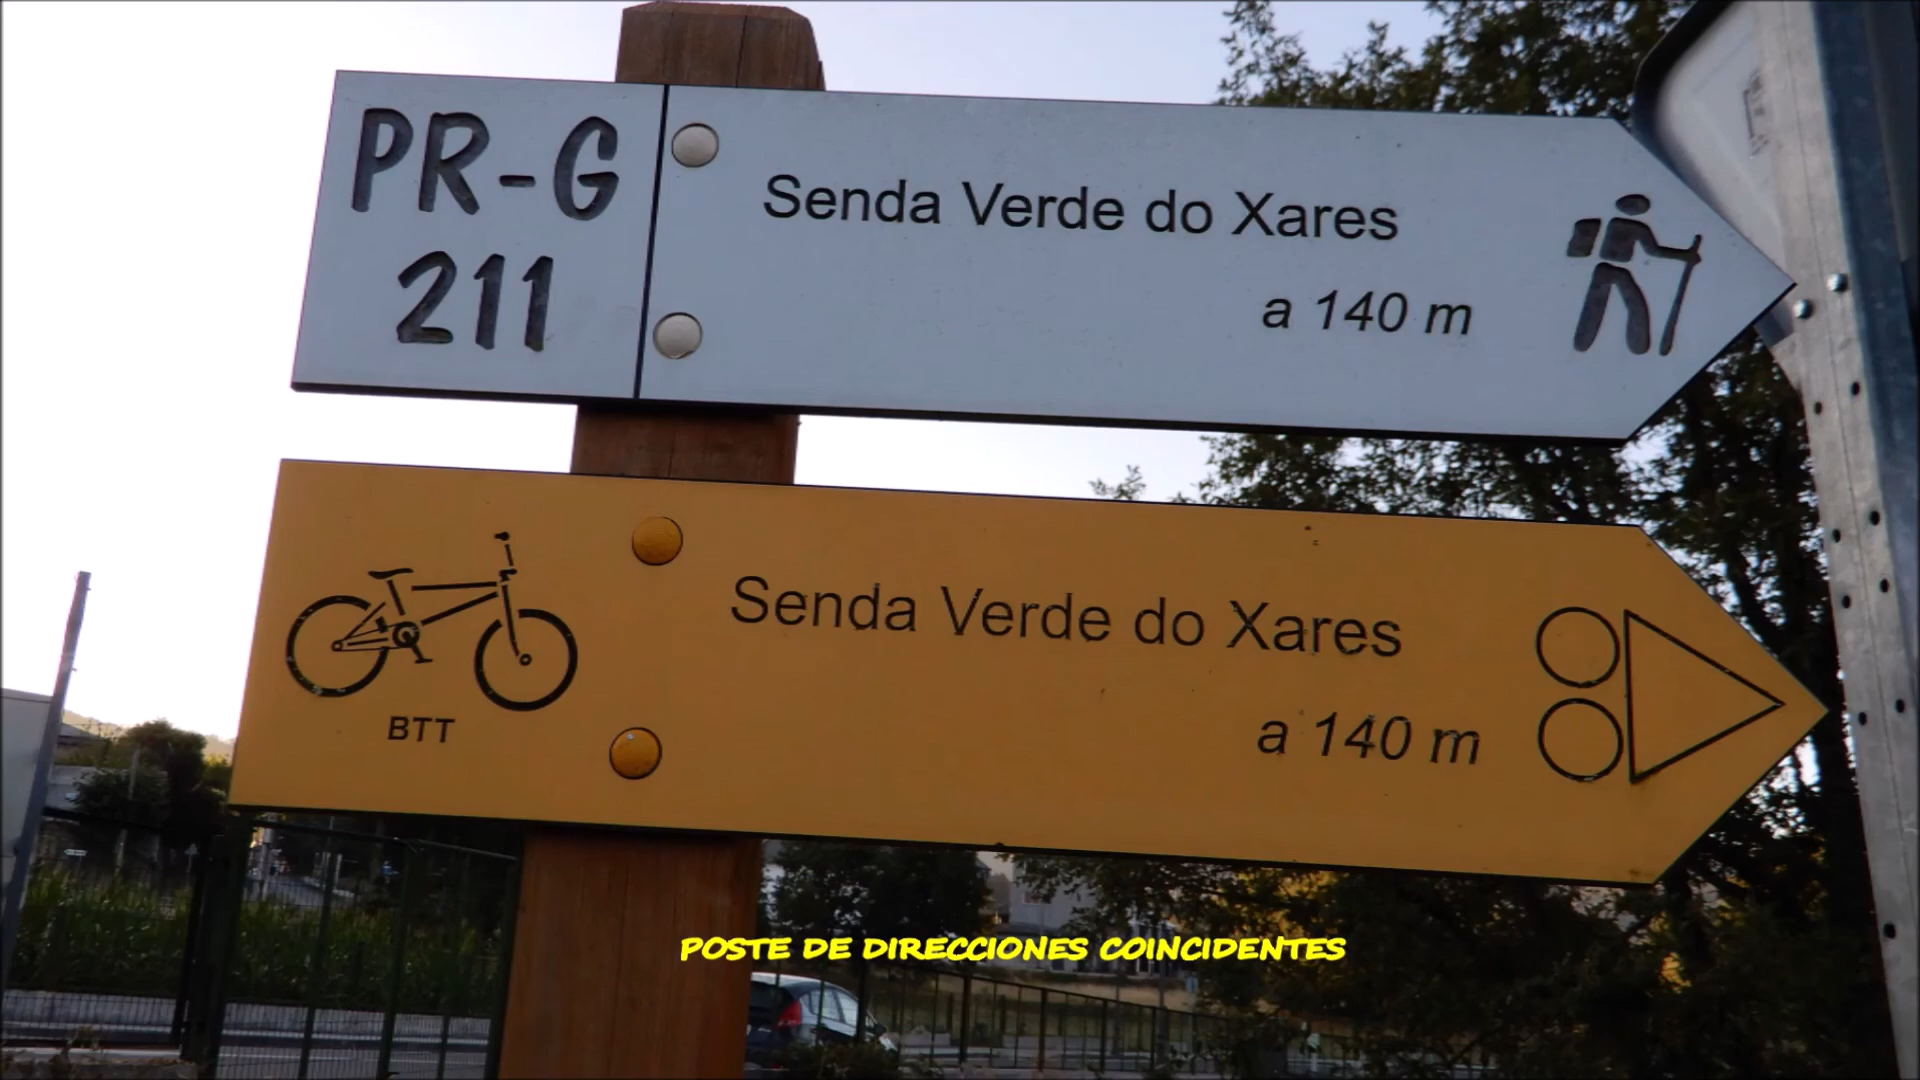 PR-G
211
Senda Verde do Xares
a 140 m
BTT
Senda Verde do Xares
a 140 m
POSTE DE DIRECCIONES COINCIDENTES